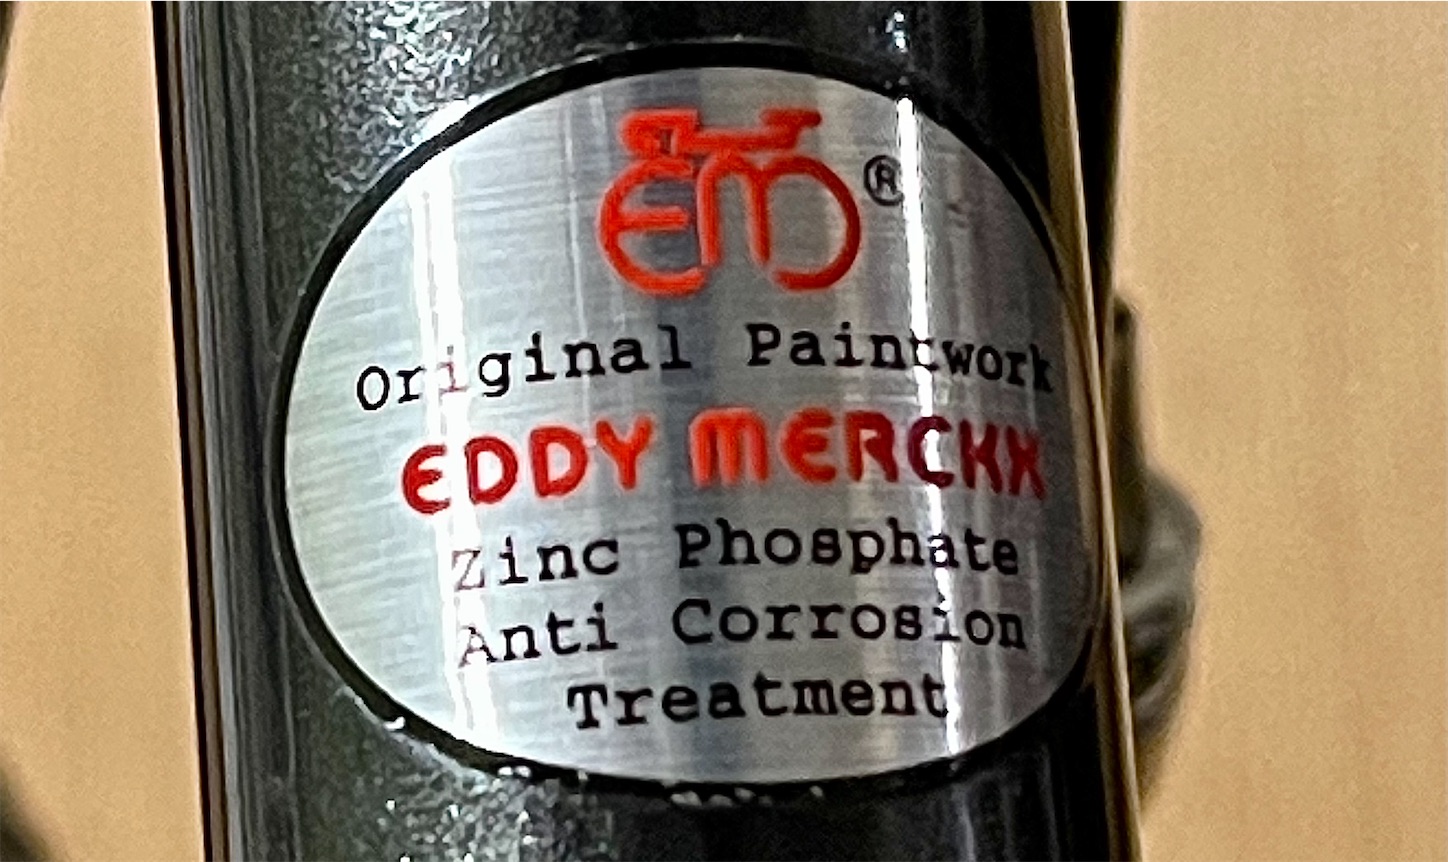 EM®
Original Paintwork
EDDY MERCKX
Zinc Phosphate
Anti Corrosion
Treatment